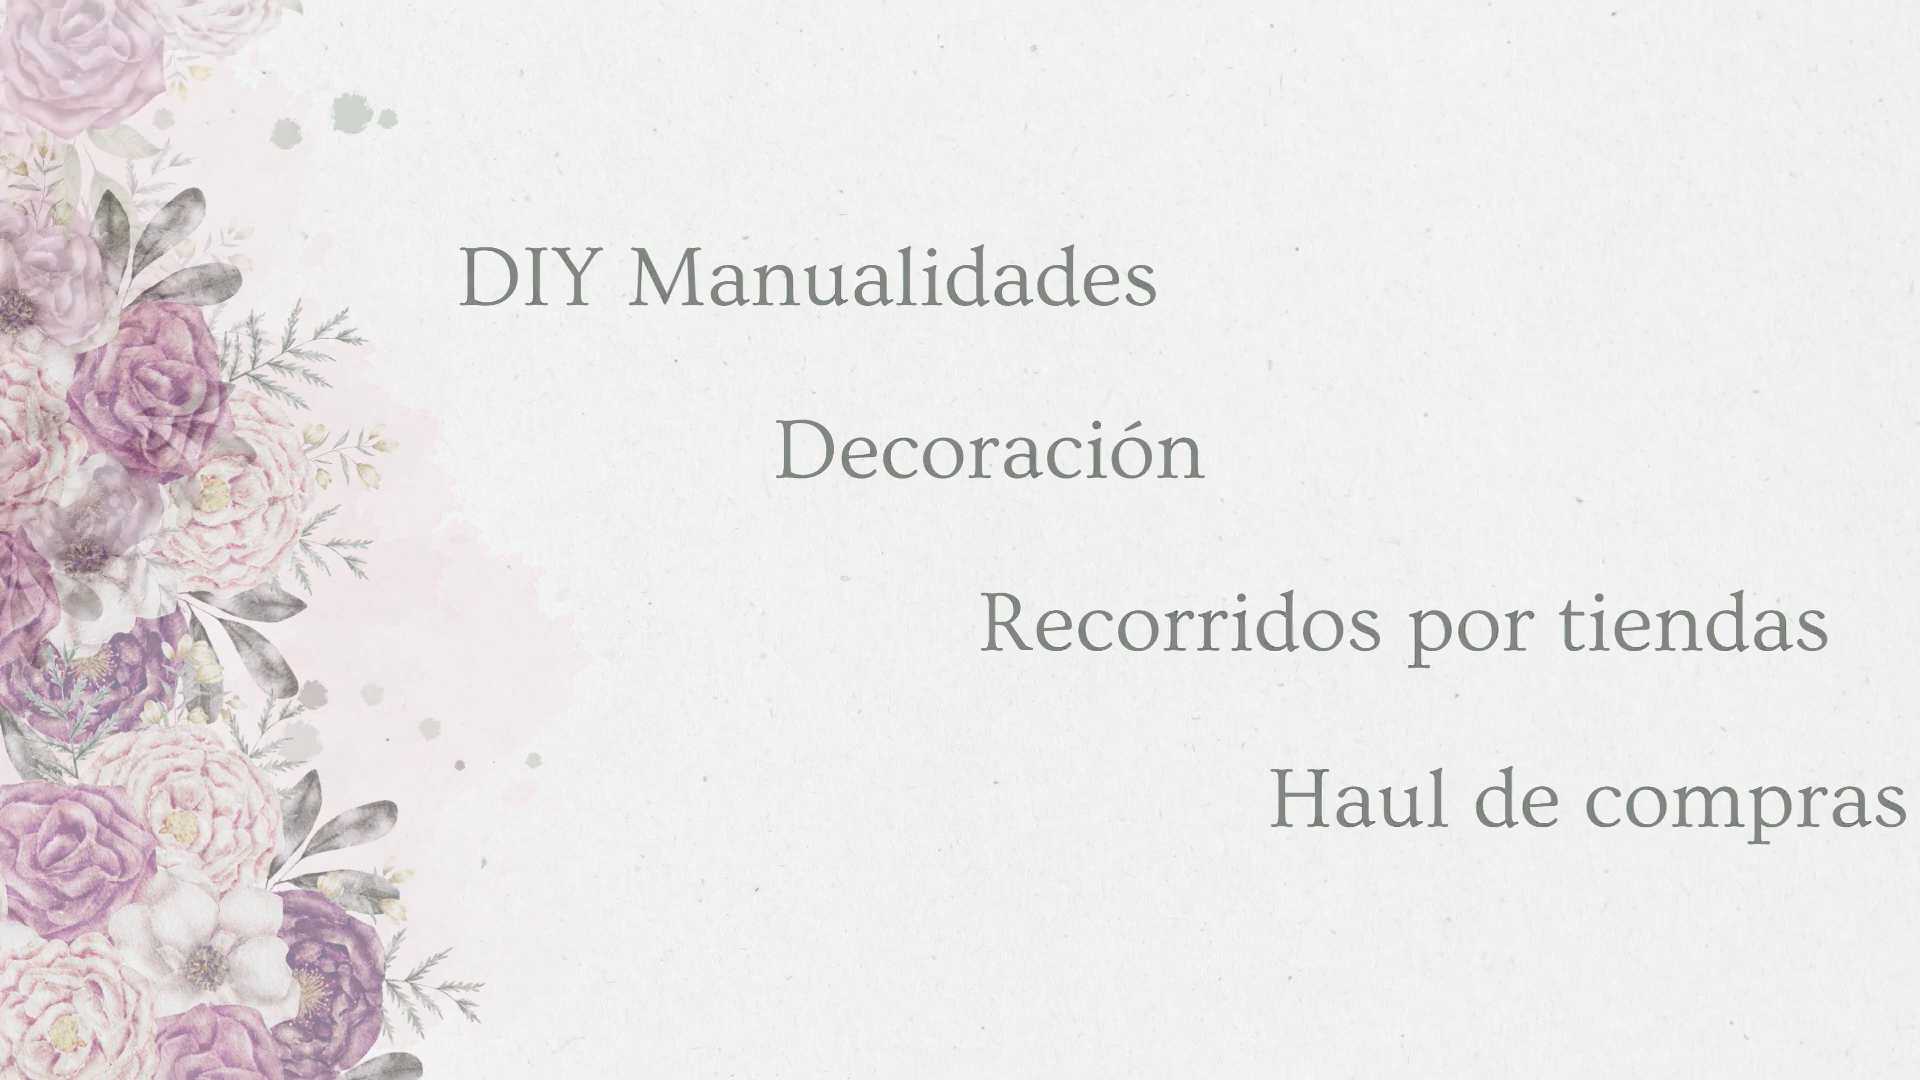 DIY Manualidades
Decoración
Recorridos por tiendas
Haul de compras